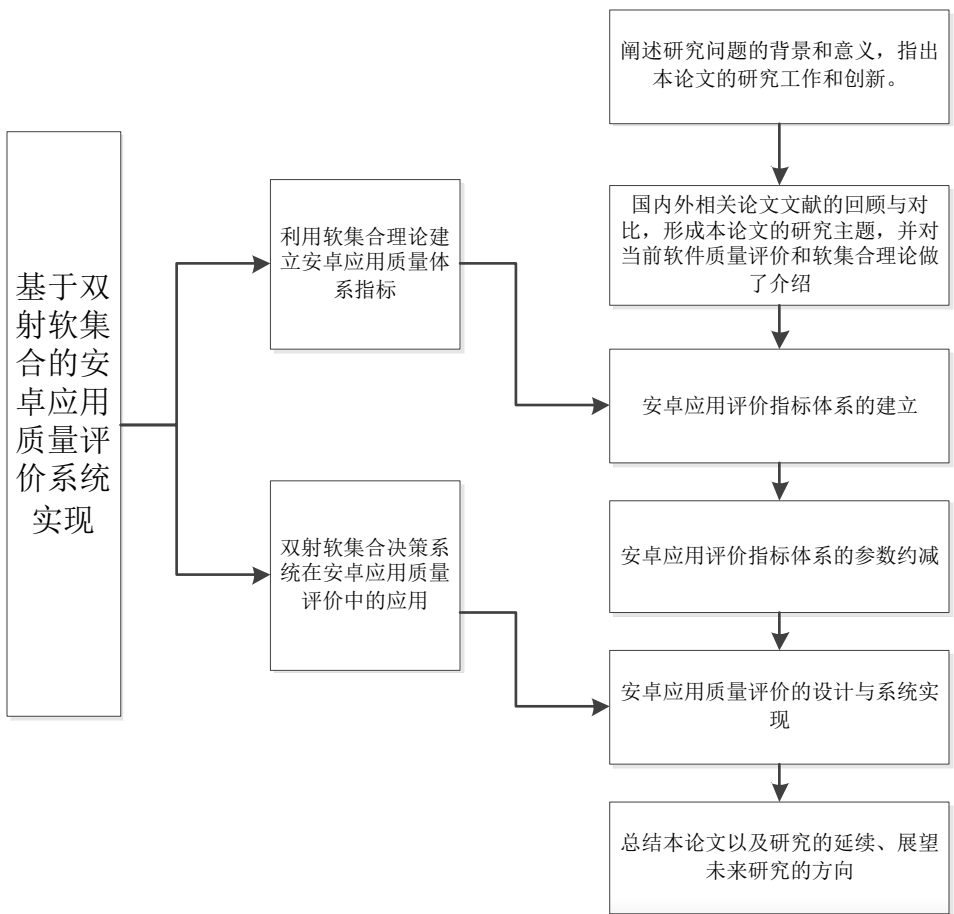 基于双
射软集
合的安
卓应用
质量评
价系统
实现
利用软集合理论建
立安卓应用质量体
系指标
双射软集合决策系
统在安卓应用质量
评价中的应用
阐述研究问题的背景和意义，指出
本论文的研究工作和创新。
国内外相关论文文献的回顾与对
比，形成本论文的研究主题，并对
当前软件质量评价和软集合理论做
了介绍
安卓应用评价指标体系的建立
安卓应用评价指标体系的参数约减
安卓应用质量评价的设计与系统实
现
总结本论文以及研究的延续、展望
未来研究的方向